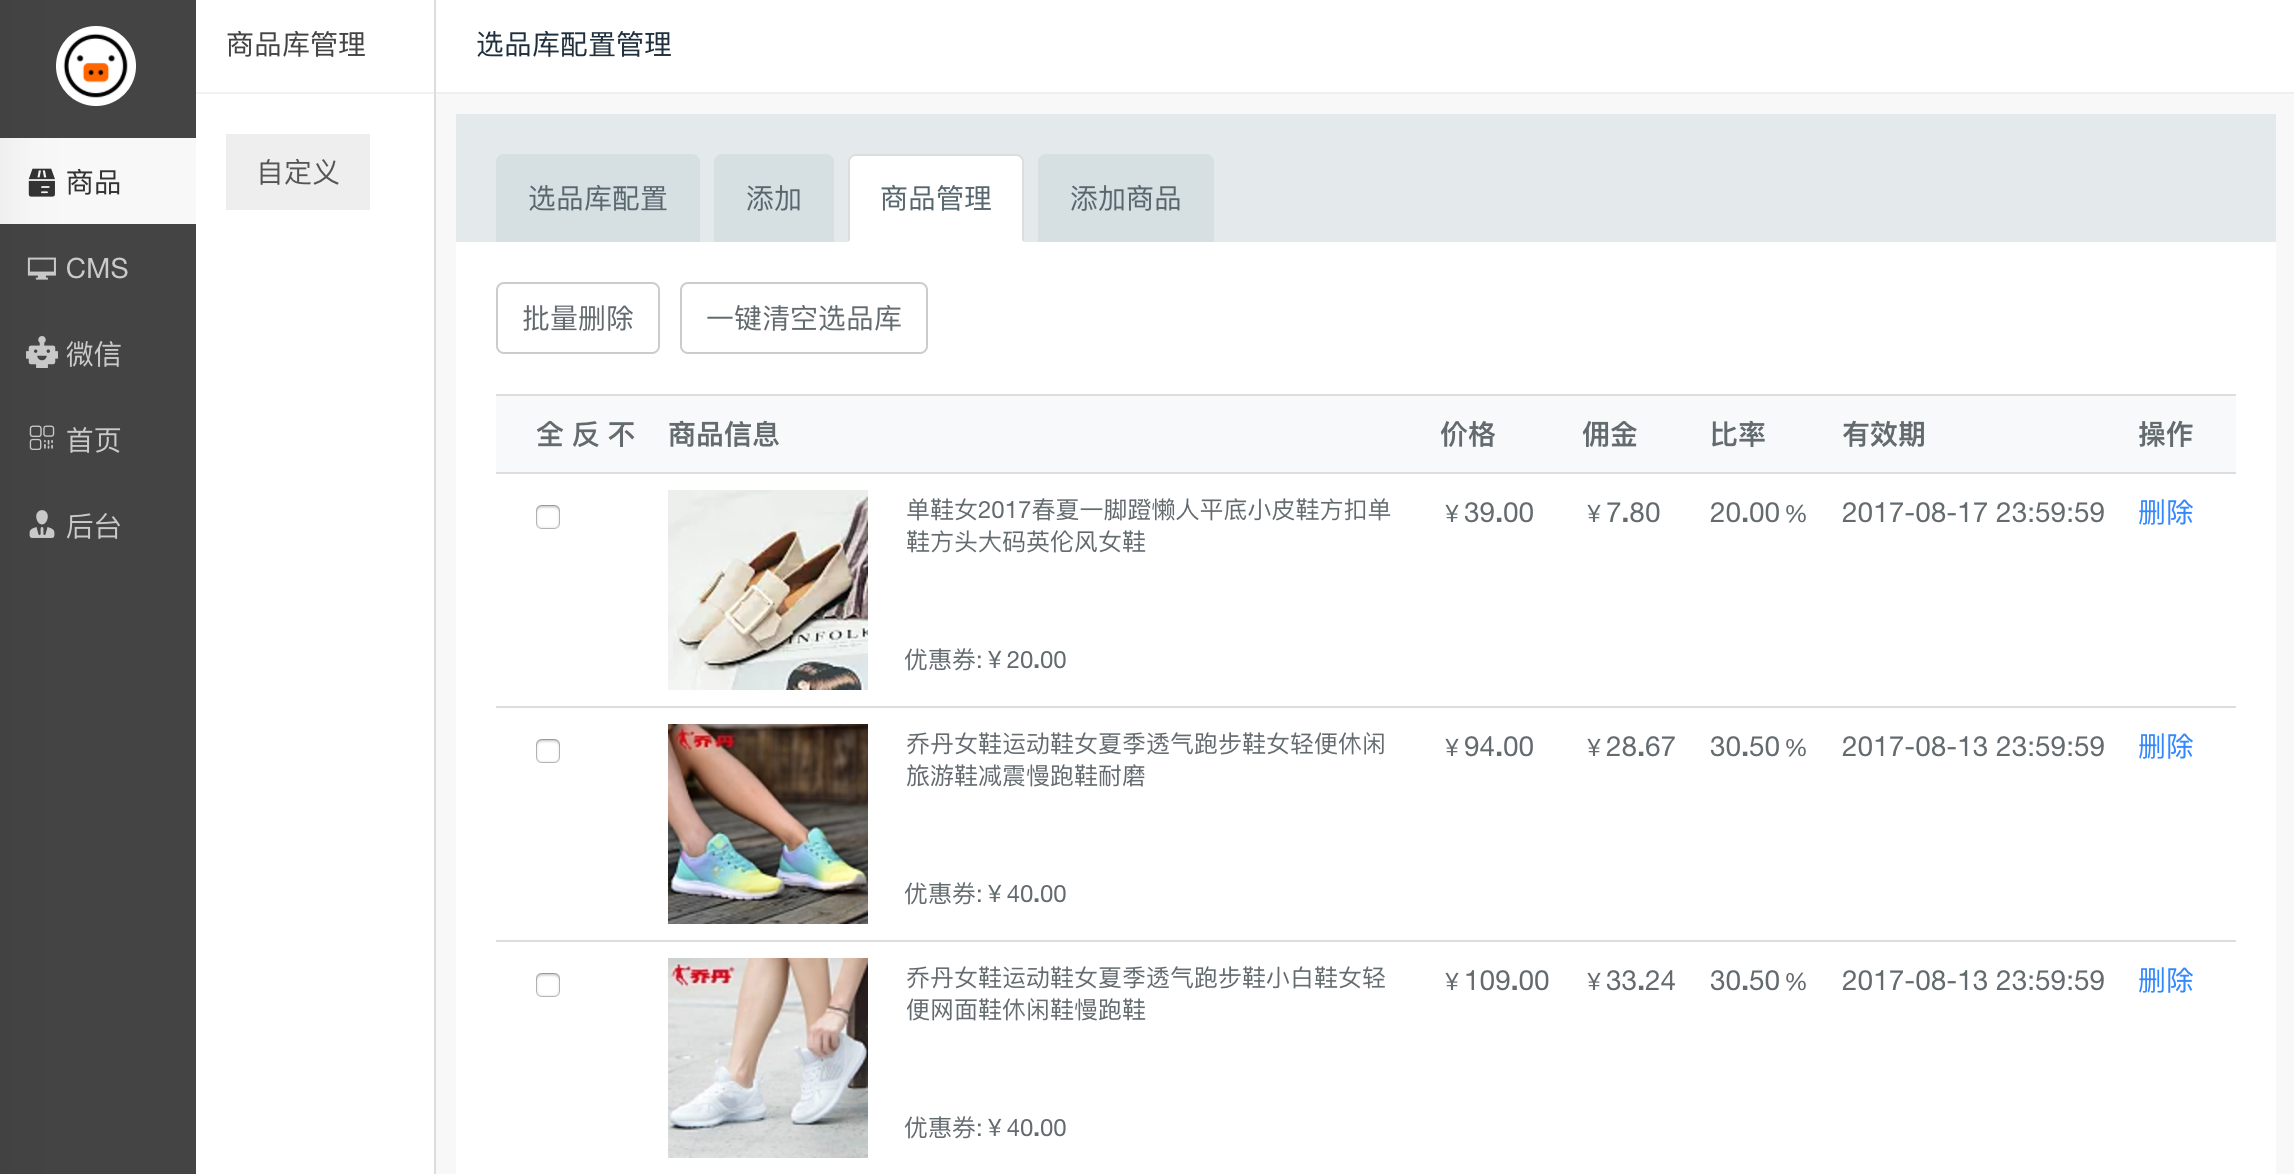 商品库管理
选品库配置管理
商品
CMS
微信
首页
后台
自定义
选品库配置
添加
商品管理
添加商品
批量删除
一键清空选品库
全 反 不 商品信息 价格 佣金 比率 有效期 操作
单鞋女2017春夏一脚蹬懒人平底小皮鞋方扣单
鞋方头大码英伦风女鞋
优惠券: ¥ 20.00
¥ 39.00 ¥ 7.80 20.00 % 2017-08-17 23:59:59 删除
INFOLK
乔丹
乔丹女鞋运动鞋女夏季透气跑步鞋女轻便休闲
旅游鞋减震慢跑鞋耐磨
优惠券: ¥ 40.00
¥ 94.00 ¥ 28.67 30.50 % 2017-08-13 23:59:59 删除
乔丹
乔丹女鞋运动鞋女夏季透气跑步鞋小白鞋女轻
便网面鞋休闲鞋慢跑鞋
优惠券: ¥ 40.00
¥ 109.00 ¥ 33.24 30.50 % 2017-08-13 23:59:59 删除